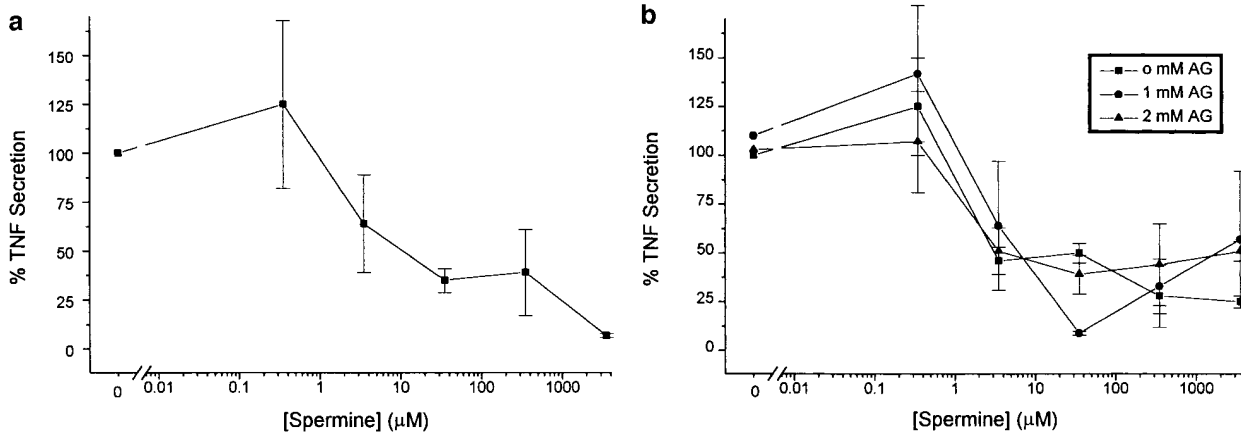 a
% TNF Secretion
150
125
100
75
50
25
0
0 0.01 0.1 1 10 100 1000
[Spermine] (μM)
b
% TNF Secretion
150
125
100
75
50
25
0
0 0.01 0.1 1 10 100 1000
[Spermine] (μM)
o mM AG
1 mM AG
2 mM AG